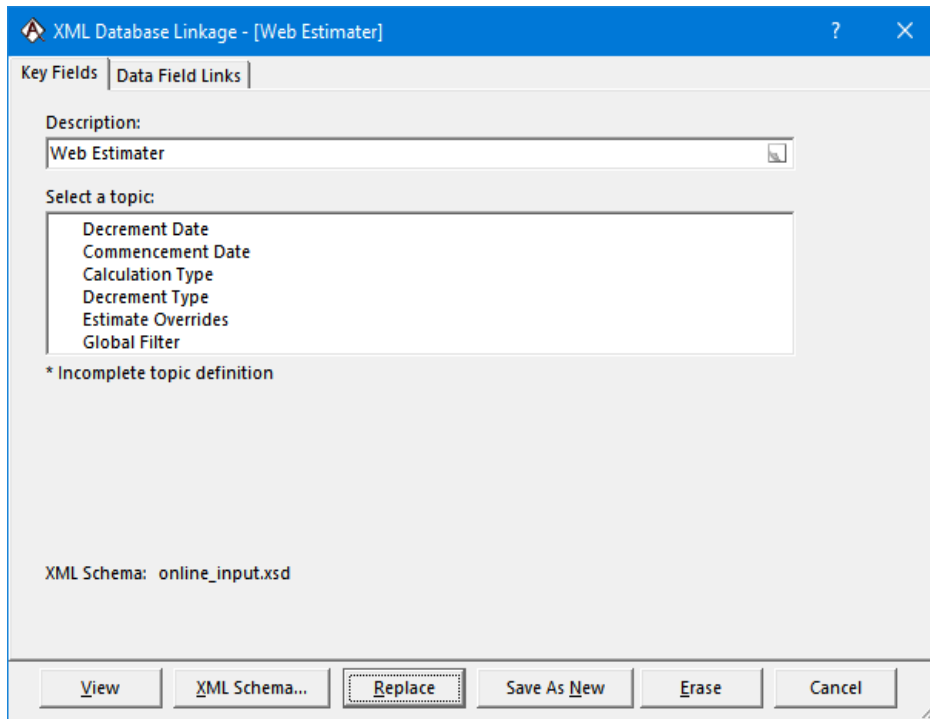 XML Database Linkage - [Web Estimater] ?
Key Fields Data Field Links
Description:
Web Estimater
Select a topic:
Decrement Date
Commencement Date
Calculation Type
Decrement Type
Estimate Overrides
Global Filter
* Incomplete topic definition
XML Schema: online_input.xsd
View XML Schema... Replace Save As New Erase Cancel